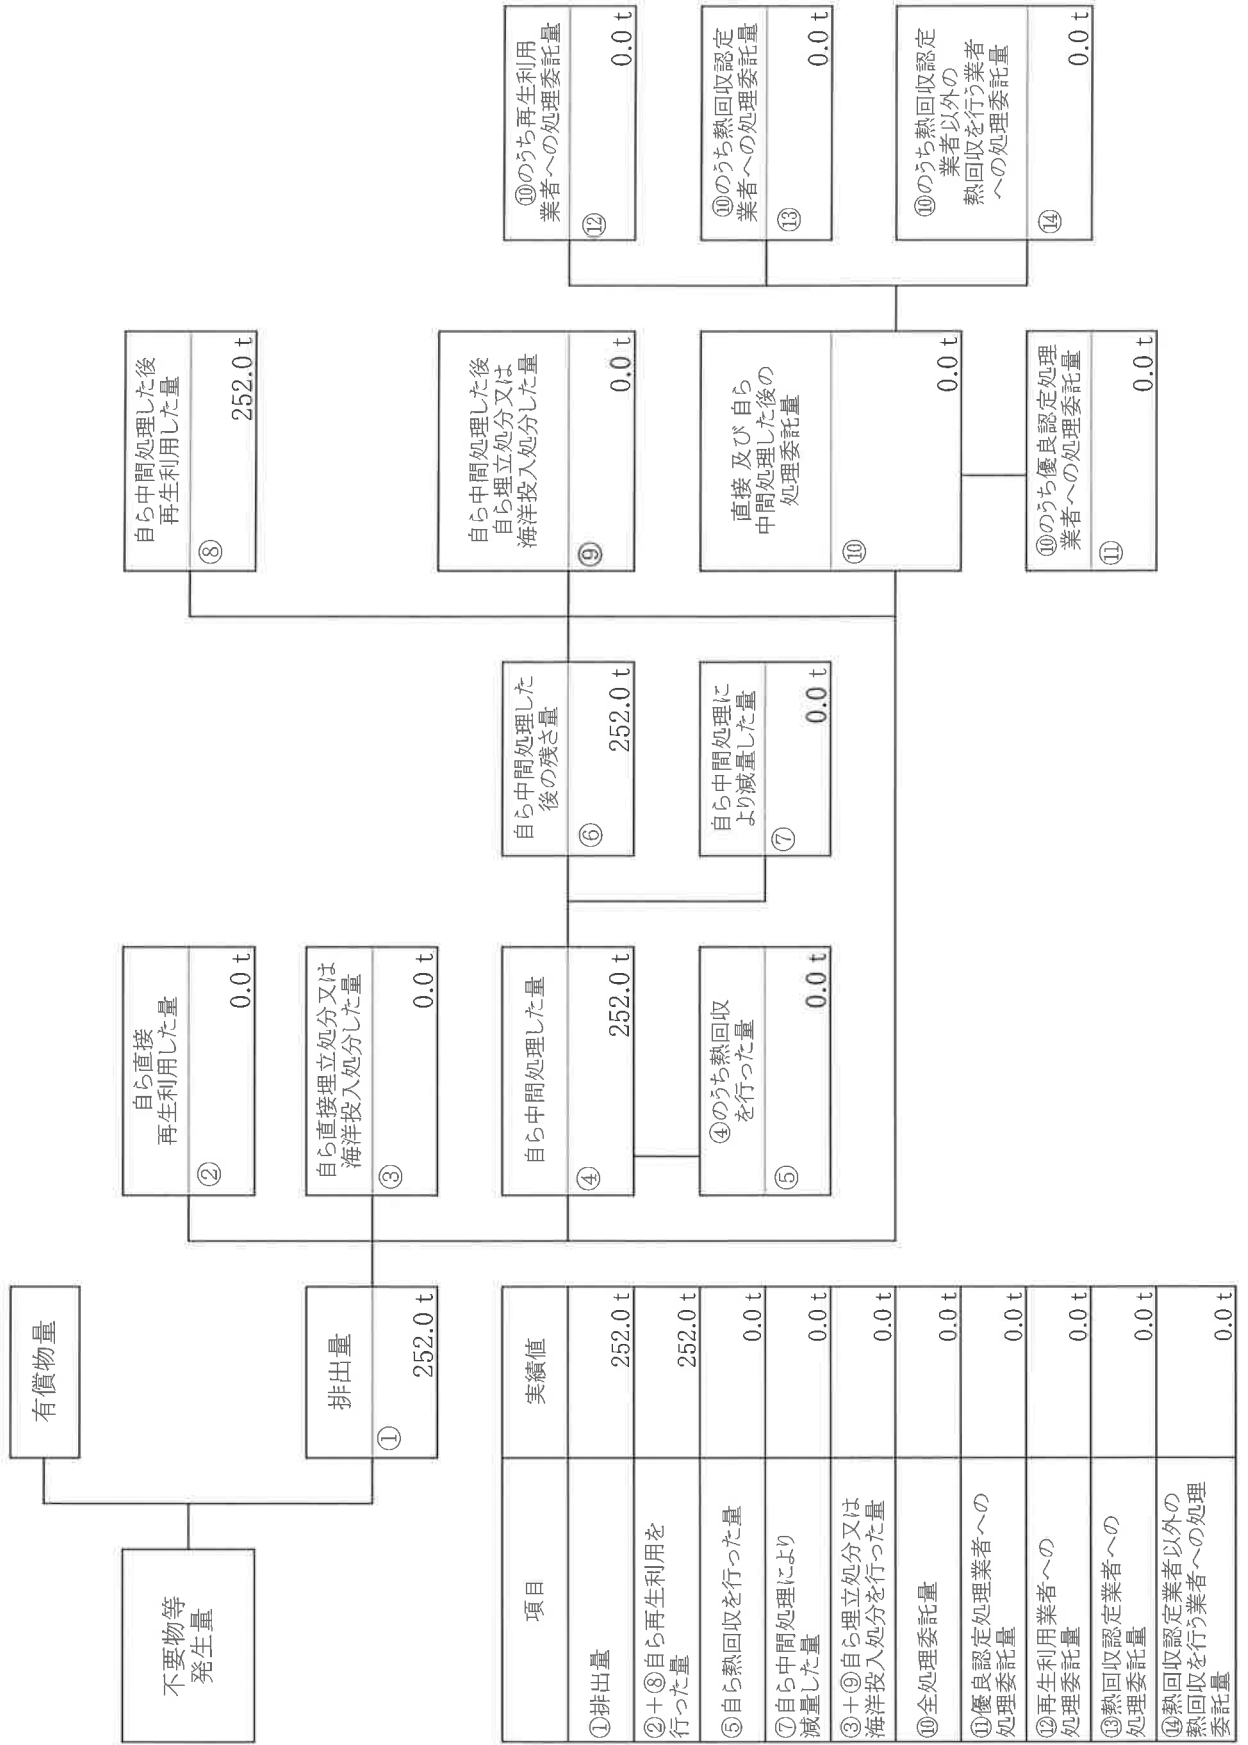 不要物等
発生量
有償物量
排出量
①
252.0 t
自ら直接
再生利用した量
②
0.0 t
自ら直接埋立処分又は
海洋投入処分した量
③
0.0 t
自ら中間処理した量
④
252.0 t
④のうち熱回収
を行った量
⑤
0.0 t
自ら中間処理した
後の残さ量
⑥
252.0 t
自ら中間処理に
より減量した量
⑦
0.0 t
自ら中間処理した後
再生利用した量
⑧
252.0 t
自ら中間処理した後
自ら埋立処分又は
海洋投入処分した量
⑨
0.0 t
直接 及び 自ら
中間処理した後の
処理委託量
⑩
0.0 t
⑩のうち優良認定処理
業者への処理委託量
⑪
0.0 t
⑩のうち再生利用
業者への処理委託量
⑫
0.0 t
⑩のうち熱回収認定
業者への処理委託量
⑬
0.0 t
⑩のうち熱回収認定
業者以外の
熱回収を行う業者
への処理委託量
⑭
0.0 t
項目 実績値
①排出量 252.0 t
②+⑧自ら再生利用を
行った量 252.0 t
⑤自ら熱回収を行った量 0.0 t
⑦自ら中間処理により
減量した量 0.0 t
③+⑨自ら埋立処分又は
海洋投入処分を行った量 0.0 t
⑩全処理委託量 0.0 t
⑪優良認定処理業者への
処理委託量 0.0 t
⑫再生利用業者への
処理委託量 0.0 t
⑬熱回収認定業者への
処理委託量 0.0 t
⑭熱回収認定業者以外の
熱回収を行う業者への処理
委託量 0.0 t